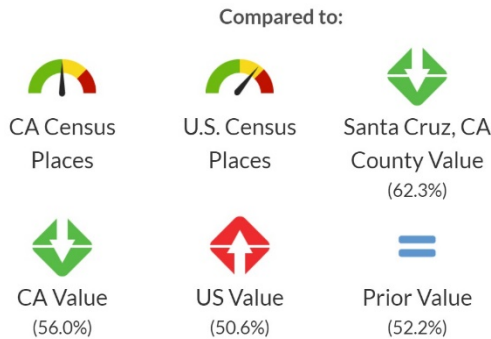 Compared to:
CA Census
Places
U.S. Census
Places
Santa Cruz, CA
County Value
(62.3%)
CA Value
(56.0%)
US Value
(50.6%)
Prior Value
(52.2%)